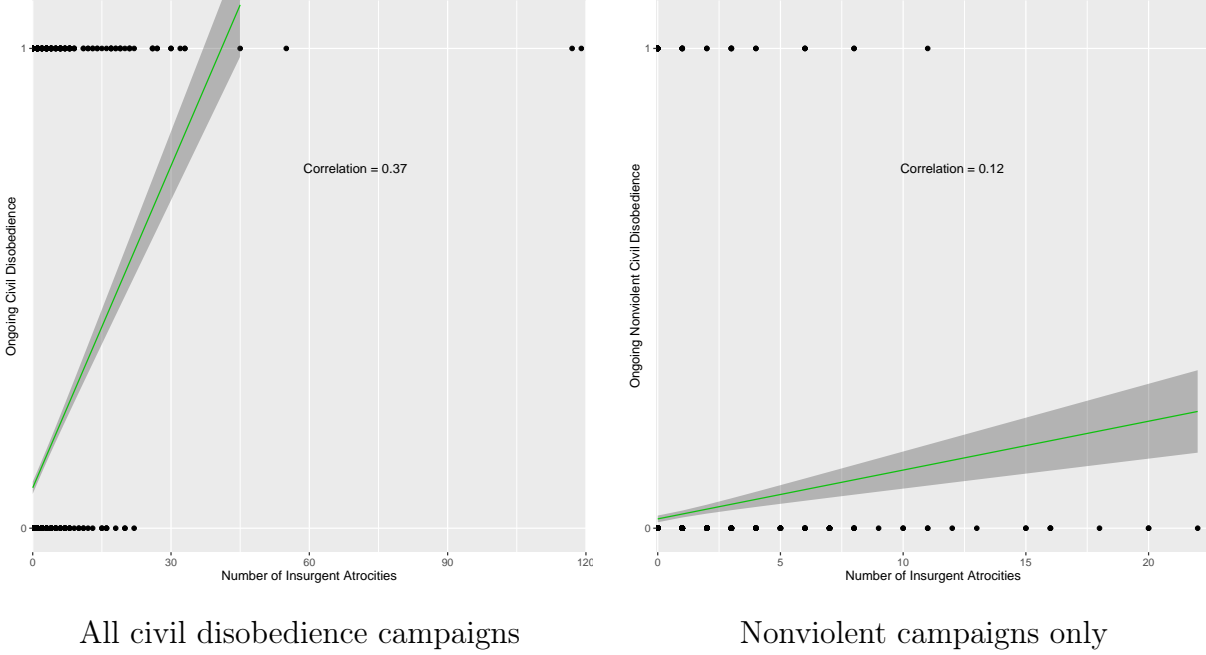 1
Correlation = 0.37
Ongoing Civil Disobedience
0
0 30 60 90 120
Number of Insurgent Atrocities
All civil disobedience campaigns
1
Correlation = 0.12
Ongoing Nonviolent Civil Disobedience
0
0 5 10 15 20
Number of Insurgent Atrocities
Nonviolent campaigns only